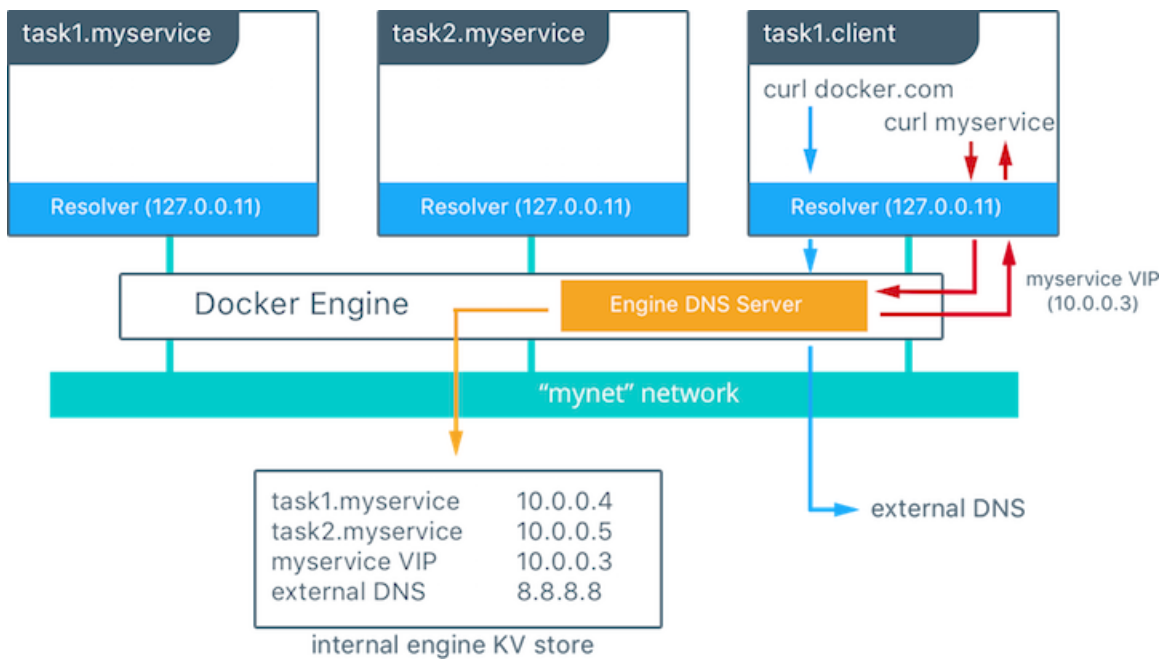 task1.myservice
task2.myservice
task1.client
curl docker.com
curl myservice
Resolver (127.0.0.11)
Resolver (127.0.0.11)
Resolver (127.0.0.11)
myservice VIP
(10.0.0.3)
Docker Engine
Engine DNS Server
“mynet” network
task1.myservice 10.0.0.4
task2.myservice 10.0.0.5
myservice VIP 10.0.0.3
external DNS 8.8.8.8
external DNS
internal engine KV store